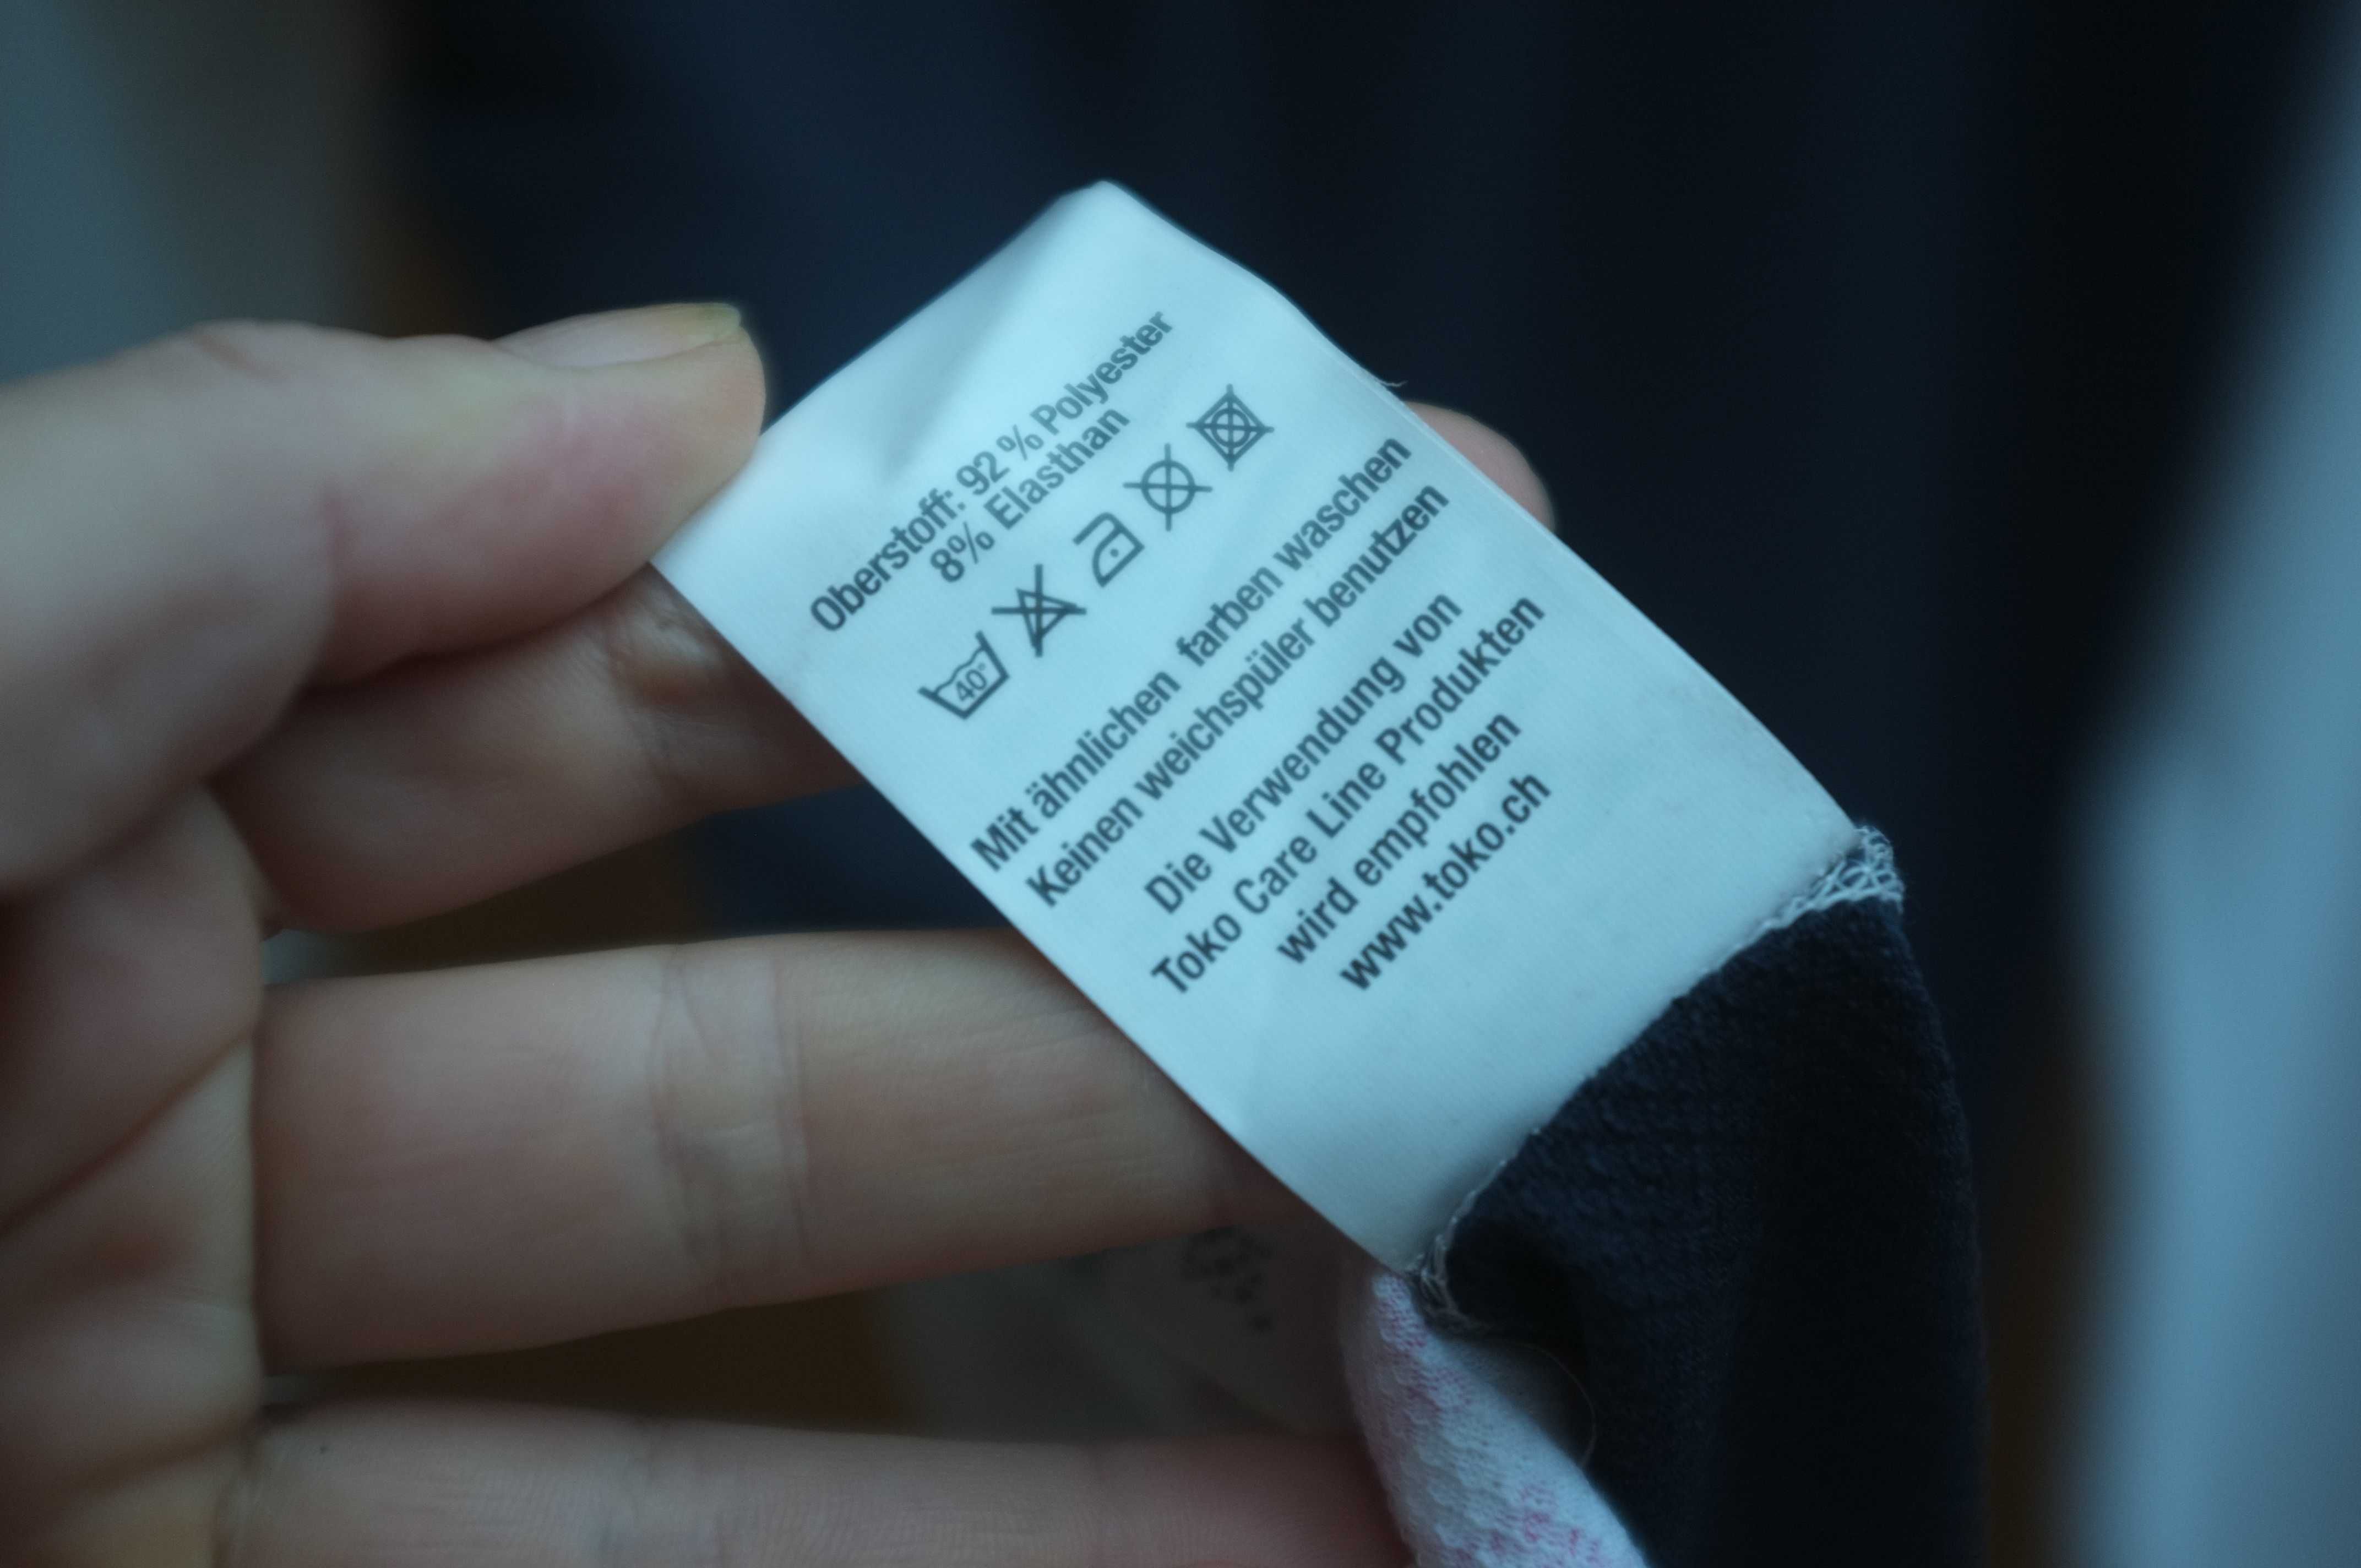 Oberstoff: 92 % Polyester
8% Elasthan
40°
Mit ähnlichen farben waschen
Keinen weichspüler benutzen
Die Verwendung von
Toko Care Line Produkten
wird empfohlen
www.toko.ch